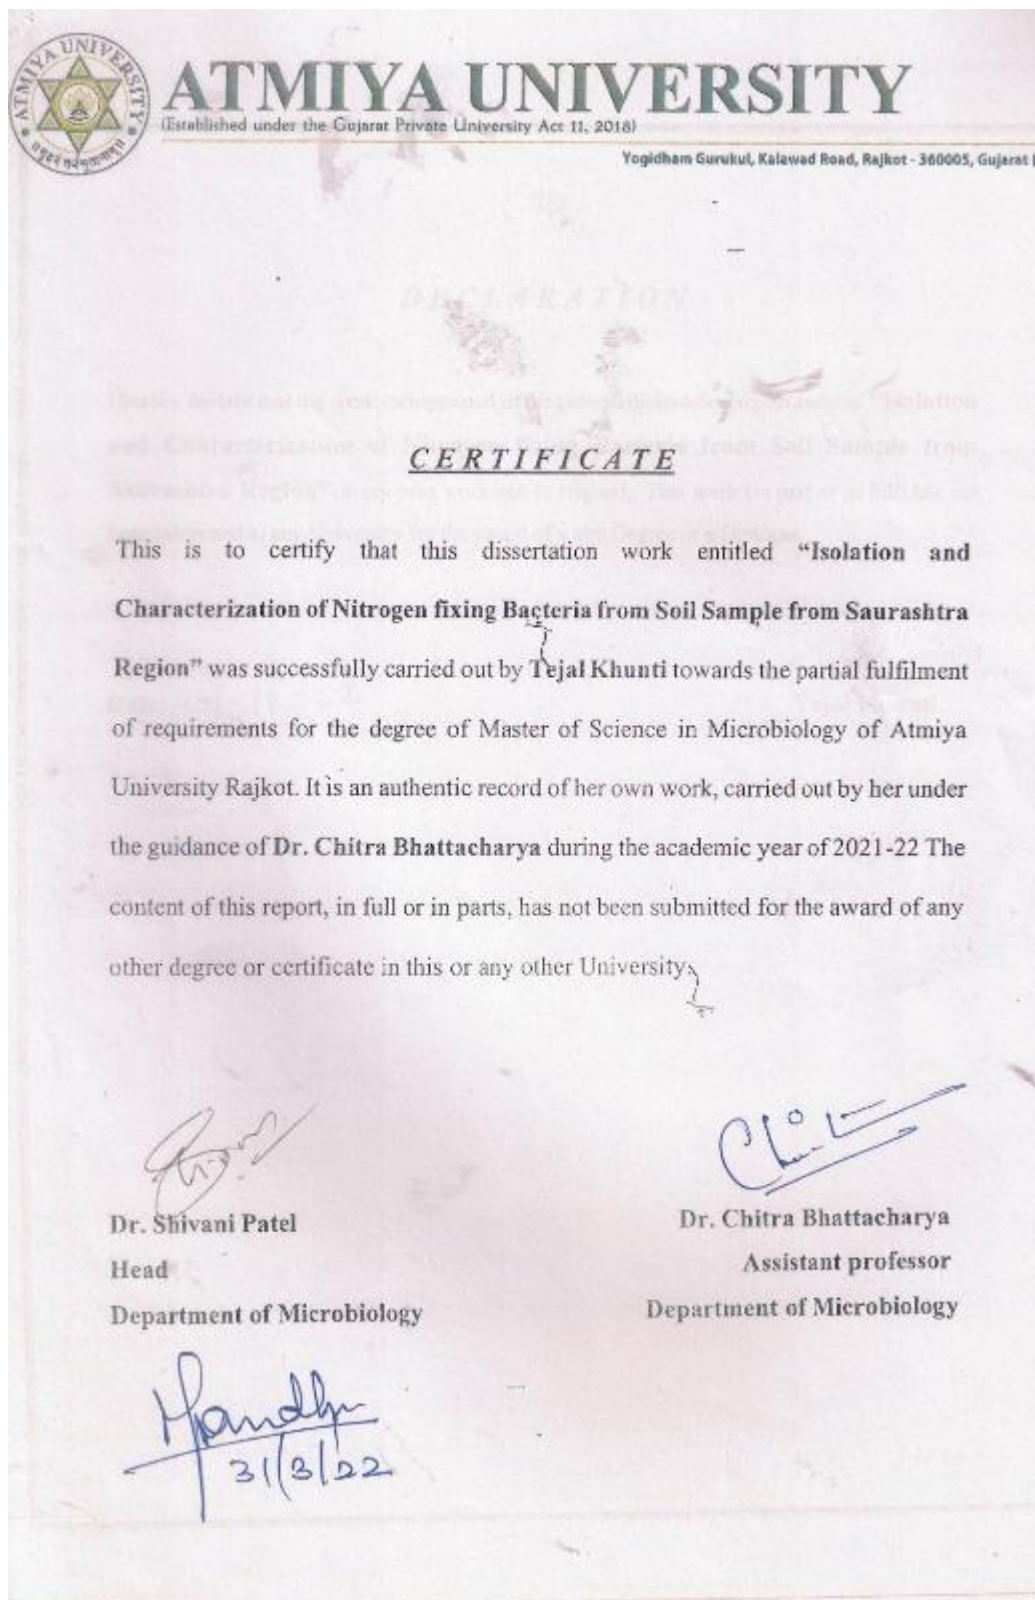 ATMIYA UNIVERSITY
ATMIYA UNIVERSITY
(Established under the Gujarat Private University Act 11, 2018)
Yogidham Gurukul, Kalawad Road, Rajkot - 360005, Gujarat
DECLARATION
CERTIFICATE
This is to certify that this dissertation work entitled “Isolation and
Characterization of Nitrogen fixing Bacteria from Soil Sample from Saurashtra
Region” was successfully carried out by Tejal Khunti towards the partial fulfilment
of requirements for the degree of Master of Science in Microbiology of Atmiya
University Rajkot. It is an authentic record of her own work, carried out by her under
the guidance of Dr. Chitra Bhattacharya during the academic year of 2021-22 The
content of this report, in full or in parts, has not been submitted for the award of any
other degree or certificate in this or any other University
Dr. Shivani Patel
Head
Department of Microbiology
Dr. Chitra Bhattacharya
Assistant professor
Department of Microbiology
31/3/22